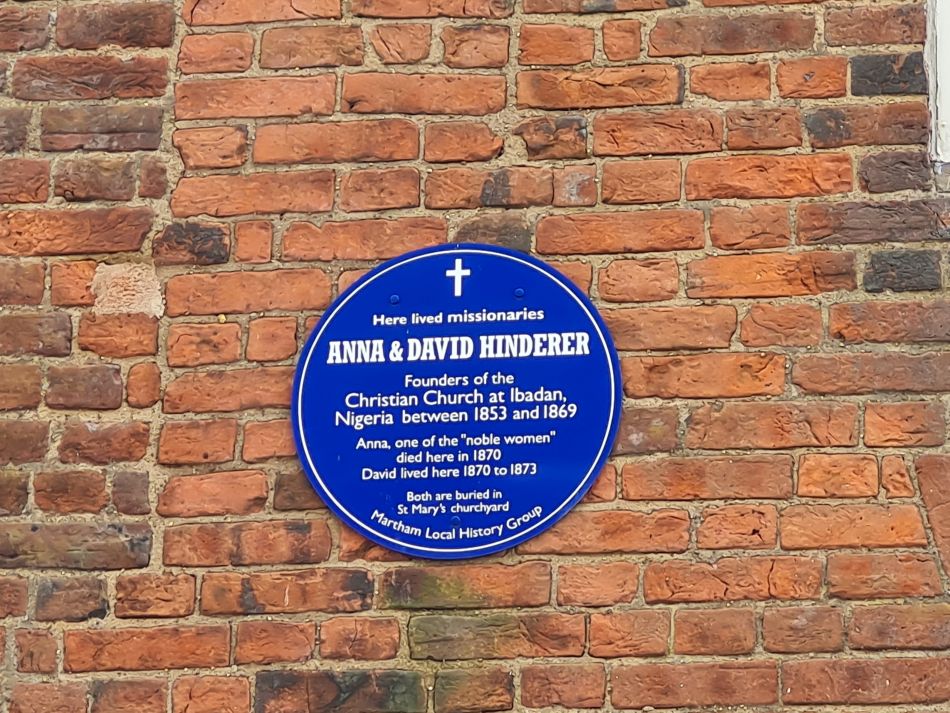 Here lived missionaries
ANNA & DAVID HINDERER
Founders of the
Christian Church at Ibadan,
Nigeria between 1853 and 1869
Anna, one of the "noble women"
died here in 1870
David lived here 1870 to 1873
Both are buried in
St Mary's churchyard
Martham Local History Group